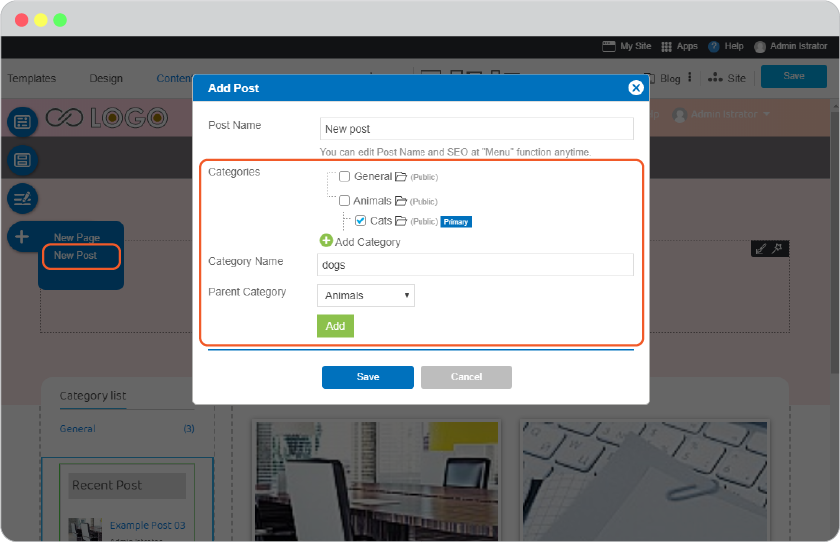 My Site Apps ? Help Admin Istrator
Templates Design Conten Blog Site Save
LOGO
Admin Istrator
Add Post
Post Name New post
You can edit Post Name and SEO at "Menu" function anytime.
Categories
General (Public)
Animals (Public)
Cats (Public) Primary
Add Category
Category Name dogs
Parent Category Animals
Add
Save Cancel
New Page
New Post
Category list
General (3)
Recent Post
Example Post 03